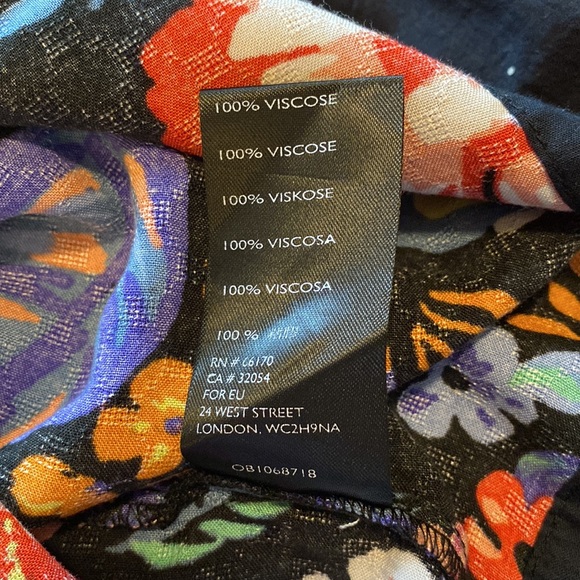 100% VISCOSE
100% VISCOSE
100% VISKOSE
100% VISCOSA
100% VISCOSA
100 %
RN # 66170
CA # 32054
FOR EU
24 WEST STREET
LONDON, WC2H9NA
OB1068718